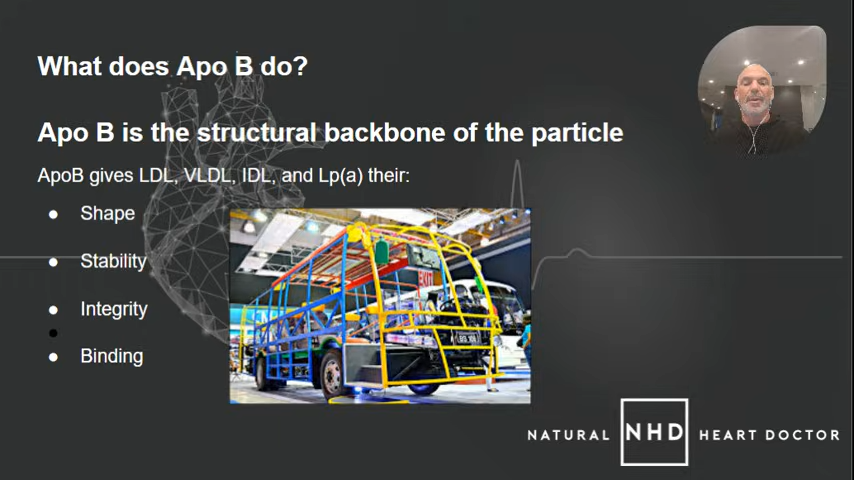 What does Apo B do?
Apo B is the structural backbone of the particle
ApoB gives LDL, VLDL, IDL, and Lp(a) their:
● Shape
● Stability
● Integrity
●
● Binding
EXIT
NATURAL NHD HEART DOCTOR